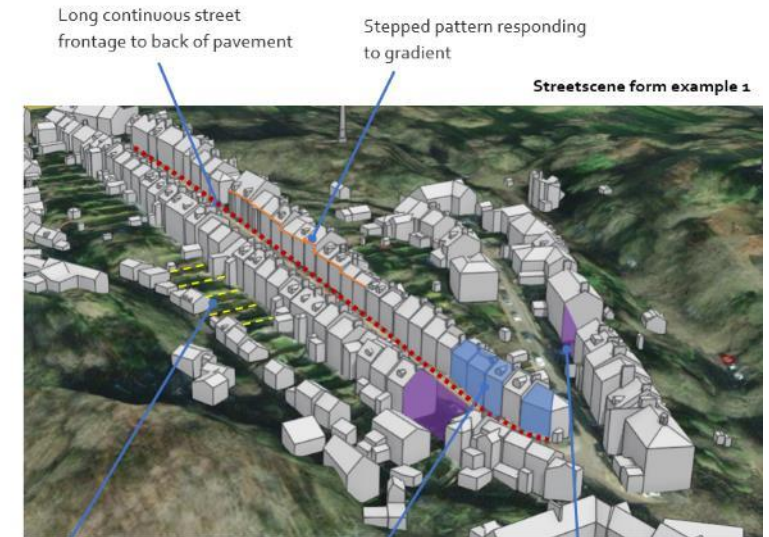 Long continuous street
frontage to back of pavement
Stepped pattern responding
to gradient
Streetscene form example 1